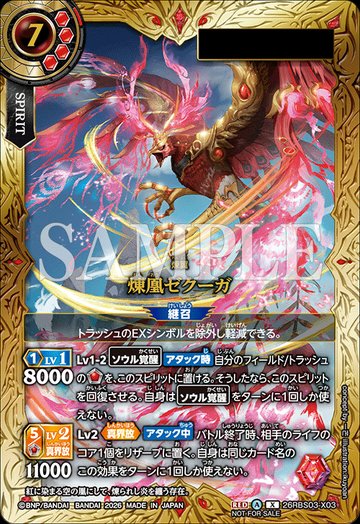 7
SPIRIT
SAMPLE
煉凰
煉凰ゼクーガ
けいしょう
継召
トラッシュのEXシンボルを除外し軽減できる。
1 LV1 8000
Lv1-2 ソウル覚醒 アタック時 自分のフィールド/トラッシュ
の、このスピリットに置ける。そうしたなら、このスピリット
を回復させる。自身は ソウル覚醒 をターンに1回しか使
えない。
5 LV2 真界放 11000
Lv2 真界放 アタック中 バトル終了時、相手のライフの
コア1個をリザーブに置く。自身は同じカード名の
この効果をターンに1回しか使えない。
紅に染まる空の嵐にして、煉られし炎を纏う存在。
©BNP/BANDAI・BANDAI 2026 MADE IN JAPAN
RED A X 26RBS03-X03
NOT FOR SALE